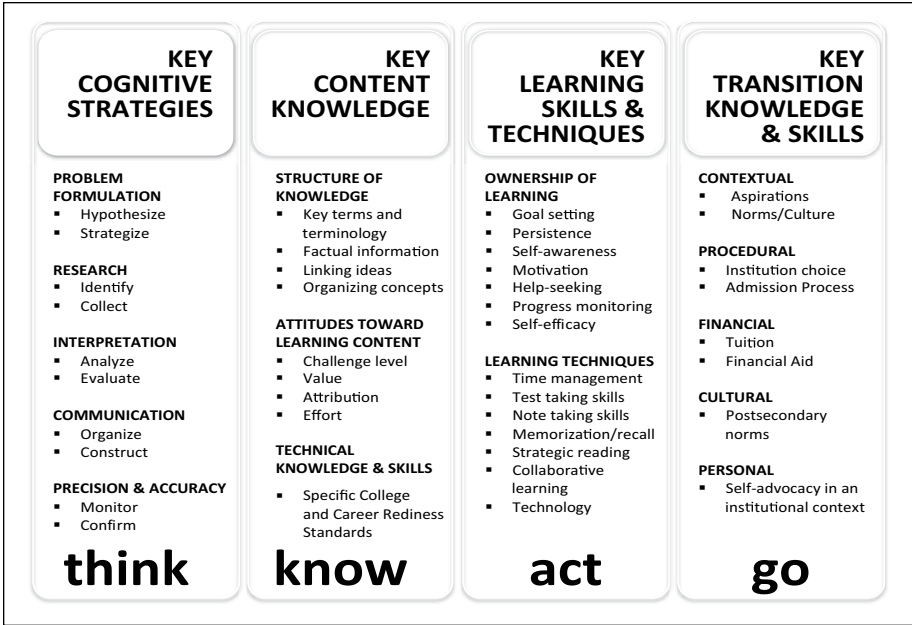 KEY
COGNITIVE
STRATEGIES
PROBLEM
FORMULATION
▪ Hypothesize
▪ Strategize
RESEARCH
▪ Identify
▪ Collect
INTERPRETATION
▪ Analyze
▪ Evaluate
COMMUNICATION
▪ Organize
▪ Construct
PRECISION & ACCURACY
▪ Monitor
▪ Confirm
think
KEY
CONTENT
KNOWLEDGE
STRUCTURE OF
KNOWLEDGE
▪ Key terms and
terminology
▪ Factual information
▪ Linking ideas
▪ Organizing concepts
ATTITUDES TOWARD
LEARNING CONTENT
▪ Challenge level
▪ Value
▪ Attribution
▪ Effort
TECHNICAL
KNOWLEDGE & SKILLS
▪ Specific College
and Career Rediness
Standards
know
KEY
LEARNING
SKILLS &
TECHNIQUES
OWNERSHIP OF
LEARNING
▪ Goal setting
▪ Persistence
▪ Self-awareness
▪ Motivation
▪ Help-seeking
▪ Progress monitoring
▪ Self-efficacy
LEARNING TECHNIQUES
▪ Time management
▪ Test taking skills
▪ Note taking skills
▪ Memorization/recall
▪ Strategic reading
▪ Collaborative
learning
▪ Technology
act
KEY
TRANSITION
KNOWLEDGE
& SKILLS
CONTEXTUAL
▪ Aspirations
▪ Norms/Culture
PROCEDURAL
▪ Institution choice
▪ Admission Process
FINANCIAL
▪ Tuition
▪ Financial Aid
CULTURAL
▪ Postsecondary
norms
PERSONAL
▪ Self-advocacy in an
institutional context
go